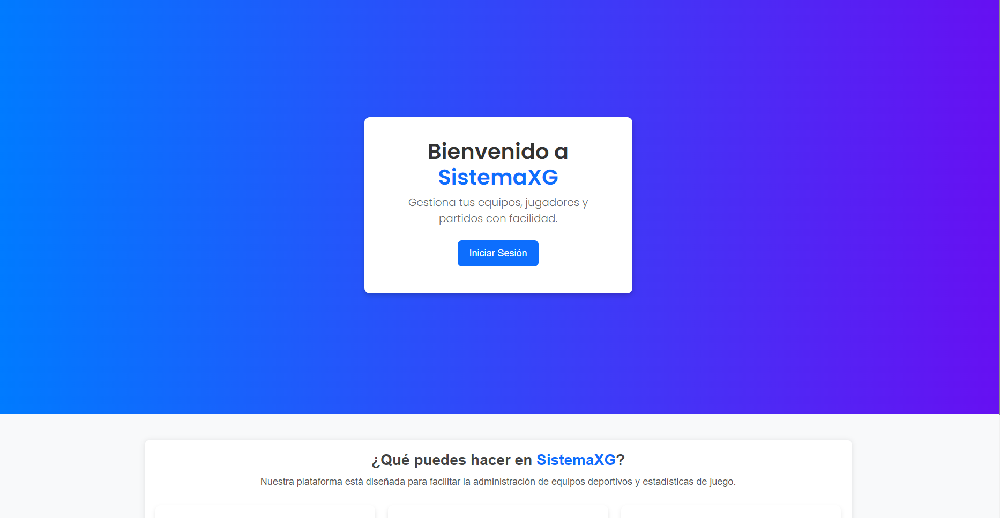 Bienvenido a
SistemaXG
Gestiona tus equipos, jugadores y
partidos con facilidad.
Iniciar Sesión
¿Qué puedes hacer en SistemaXG?
Nuestra plataforma está diseñada para facilitar la administración de equipos deportivos y estadísticas de juego.